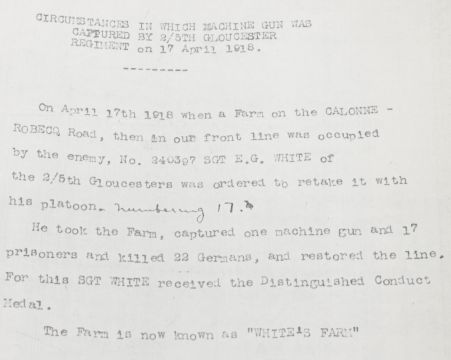 CIRCUMSTANCES IN WHICH MACHINE GUN WAS
CAPTURED BY 2/5TH GLOUCESTER
REGIMENT on 17 April 1918.
---------
On April 17th 1918 when a Farm on the CALONNE -
ROBECQ Road, then in our front line was occupied
by the enemy, No. 240397 SGT E.G. WHITE of
the 2/5th Gloucesters was ordered to retake it with
his platoon. numbering 17.
He took the Farm, captured one machine gun and 17
prisoners and killed 22 Germans, and restored the line.
For this SGT WHITE received the Distinguished Conduct
Medal.
The Farm is now known as "WHITE'S FARM"